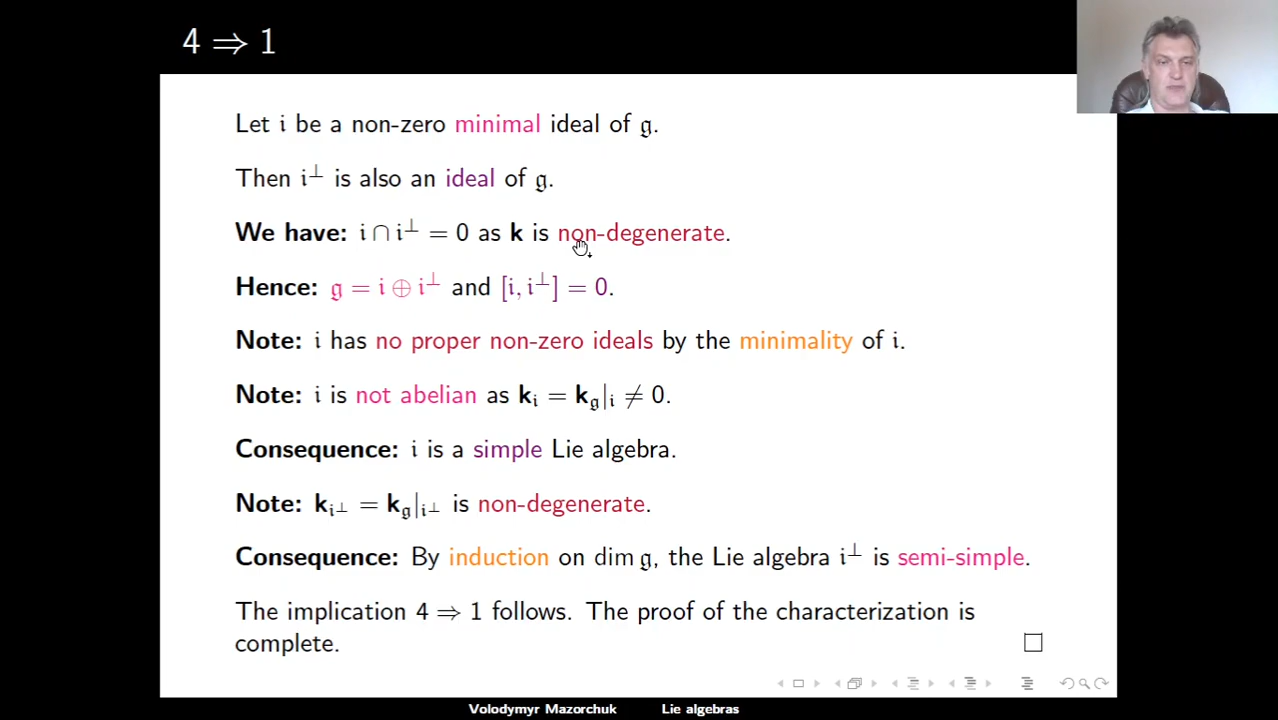 4 ⇒ 1
Let 𝔦 be a non-zero minimal ideal of 𝔤.
Then 𝔦⊥ is also an ideal of 𝔤.
We have: 𝔦 ∩ 𝔦⊥ = 0 as k is non-degenerate.
Hence: 𝔤 = 𝔦 ⊕ 𝔦⊥ and [𝔦, 𝔦⊥] = 0.
Note: 𝔦 has no proper non-zero ideals by the minimality of 𝔦.
Note: 𝔦 is not abelian as k_𝔦 = k_𝔤|_𝔦 ≠ 0.
Consequence: 𝔦 is a simple Lie algebra.
Note: k_𝔦⊥ = k_𝔤|_𝔦⊥ is non-degenerate.
Consequence: By induction on dim 𝔤, the Lie algebra 𝔦⊥ is semi-simple.
The implication 4 ⇒ 1 follows. The proof of the characterization is
complete. □
Volodymyr Mazorchuk Lie algebras